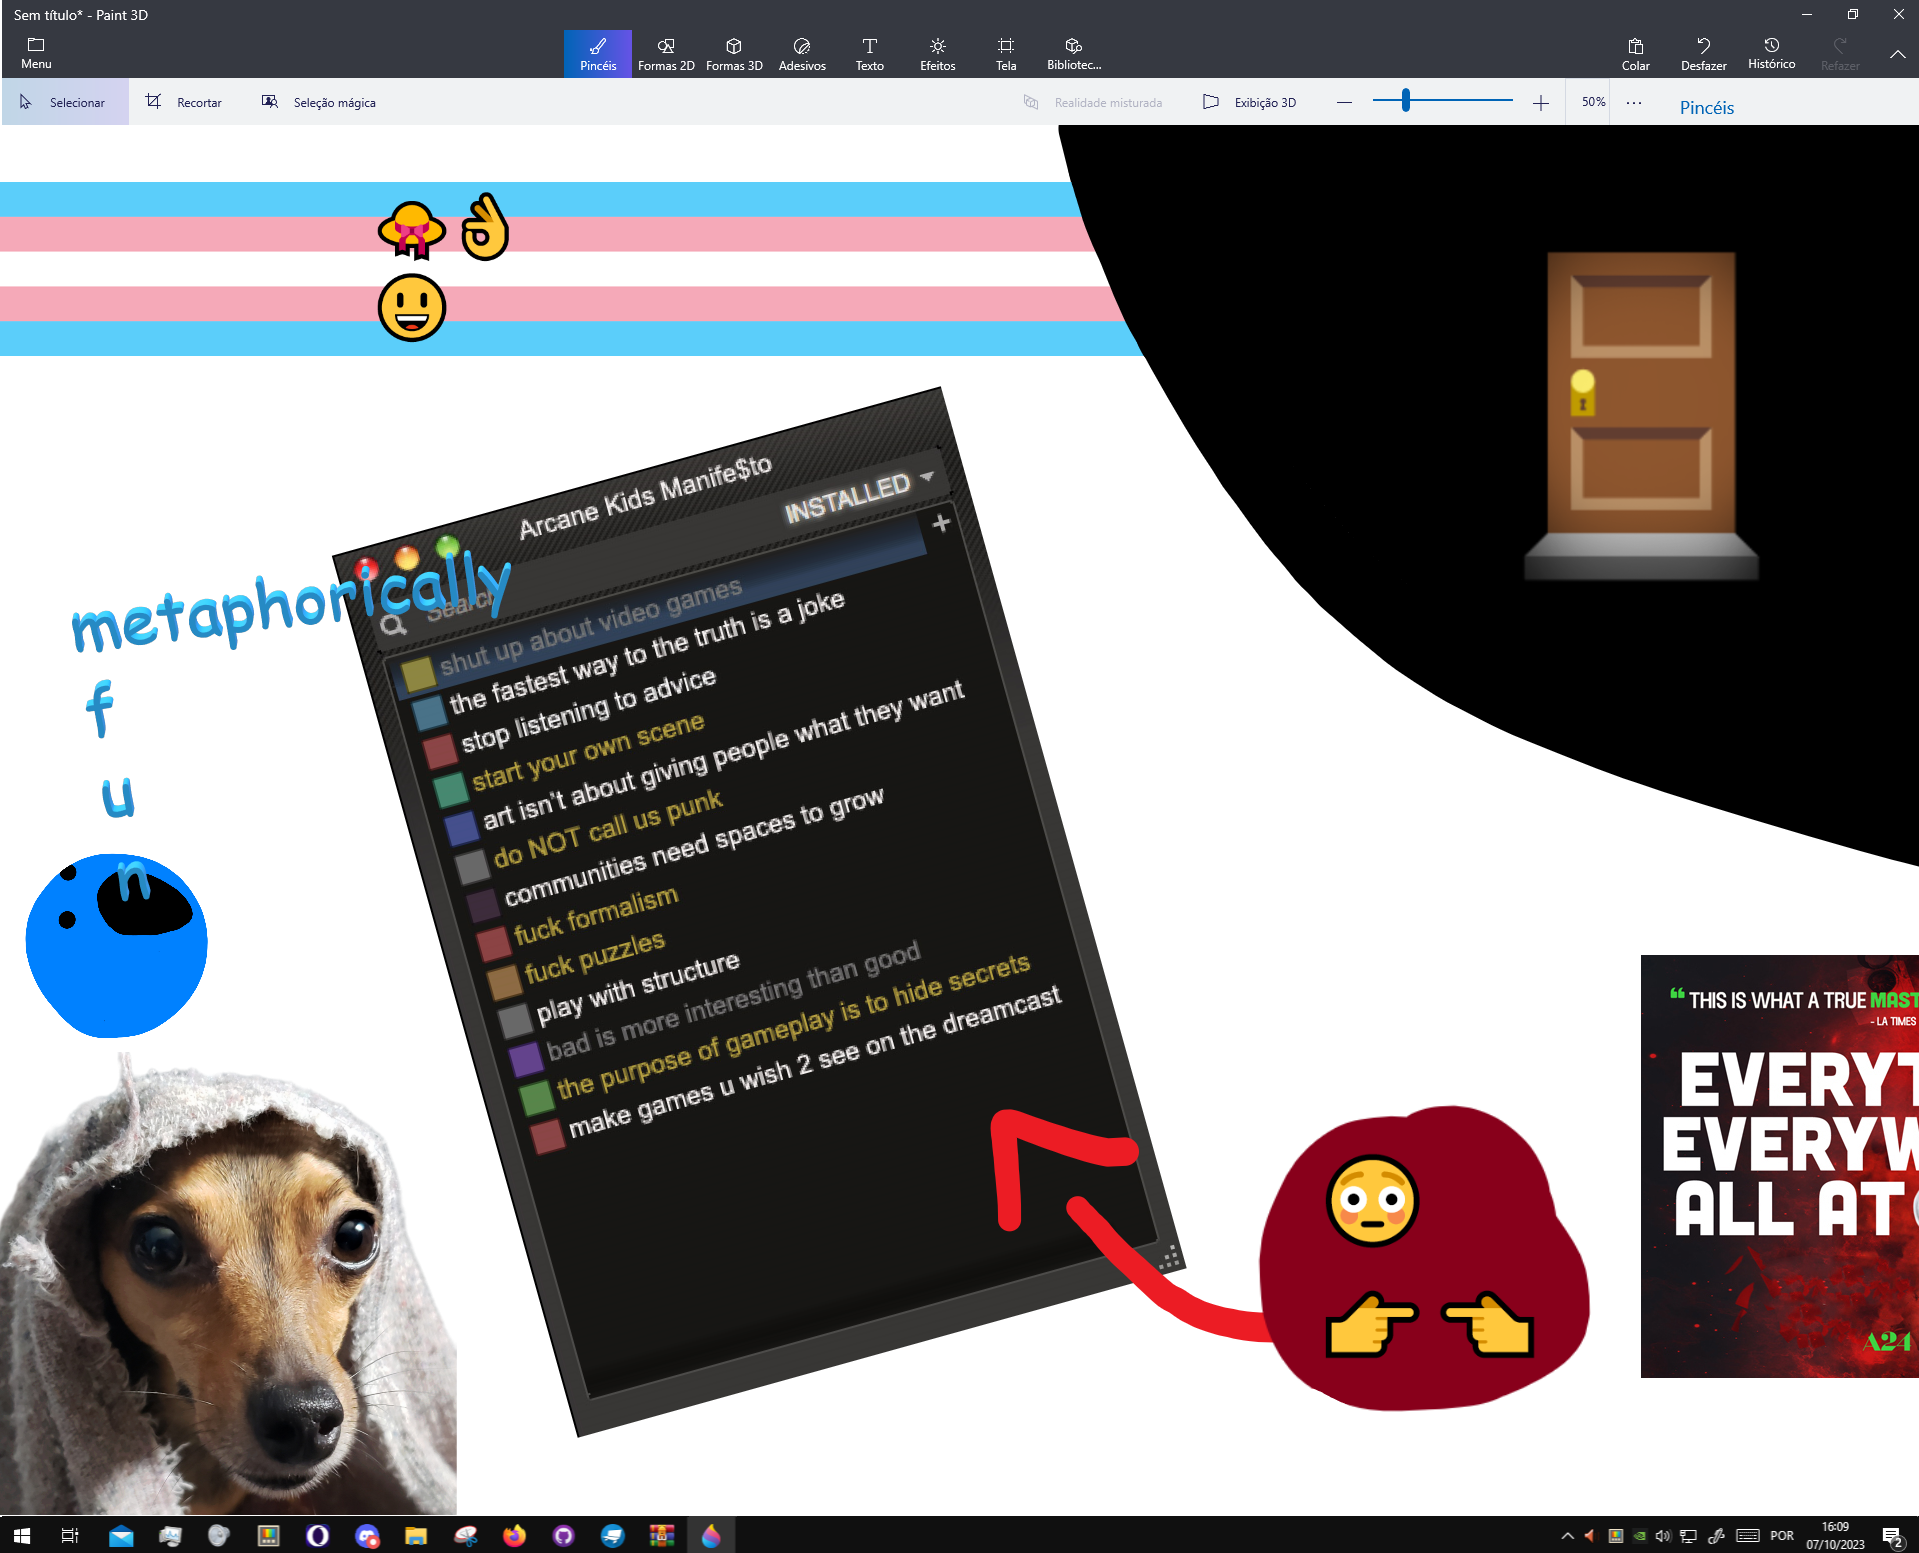 Sem título* - Paint 3D
Menu
Pincéis
Formas 2D
Formas 3D
Adesivos
Texto
Efeitos
Tela
Bibliotec...
Colar
Desfazer
Histórico
Refazer
Selecionar
Recortar
Seleção mágica
Realidade misturada
Exibição 3D
50%
Pincéis
Arcane Kids Manife$to
INSTALLED
Search
metaphorically
f
u
n
shut up about video games
the fastest way to the truth is a joke
stop listening to advice
start your own scene
art isn't about giving people what they want
do NOT call us punk
communities need spaces to grow
fuck formalism
fuck puzzles
play with structure
bad is more interesting than good
the purpose of gameplay is to hide secrets
make games u wish 2 see on the dreamcast
“ THIS IS WHAT A TRUE MAST
- LA TIMES
EVERYT
EVERYW
ALL AT
A24
POR
16:09
07/10/2023
2